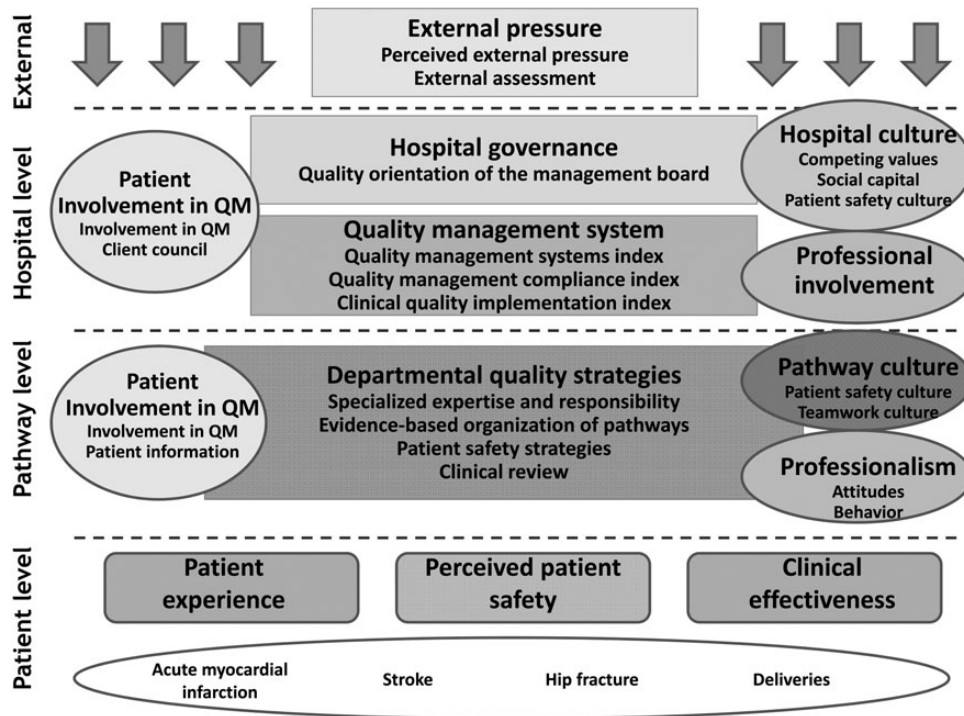 External
External pressure
Perceived external pressure
External assessment
Hospital level
Patient
Involvement in QM
Involvement in QM
Client council
Hospital governance
Quality orientation of the management board
Quality management system
Quality management systems index
Quality management compliance index
Clinical quality implementation index
Hospital culture
Competing values
Social capital
Patient safety culture
Professional
involvement
Pathway level
Patient
Involvement in QM
Involvement in QM
Patient information
Departmental quality strategies
Specialized expertise and responsibility
Evidence-based organization of pathways
Patient safety strategies
Clinical review
Pathway culture
Patient safety culture
Teamwork culture
Professionalism
Attitudes
Behavior
Patient level
Patient
experience
Perceived patient
safety
Clinical
effectiveness
Acute myocardial
infarction
Stroke
Hip fracture
Deliveries